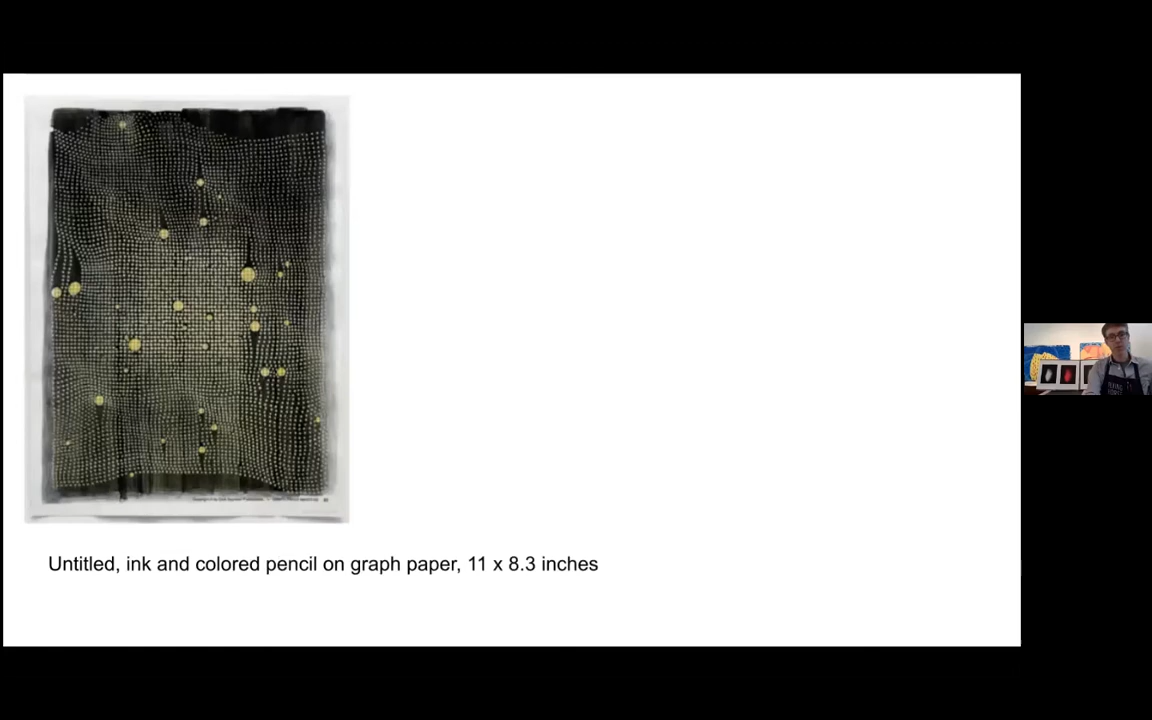 Untitled, ink and colored pencil on graph paper, 11 x 8.3 inches